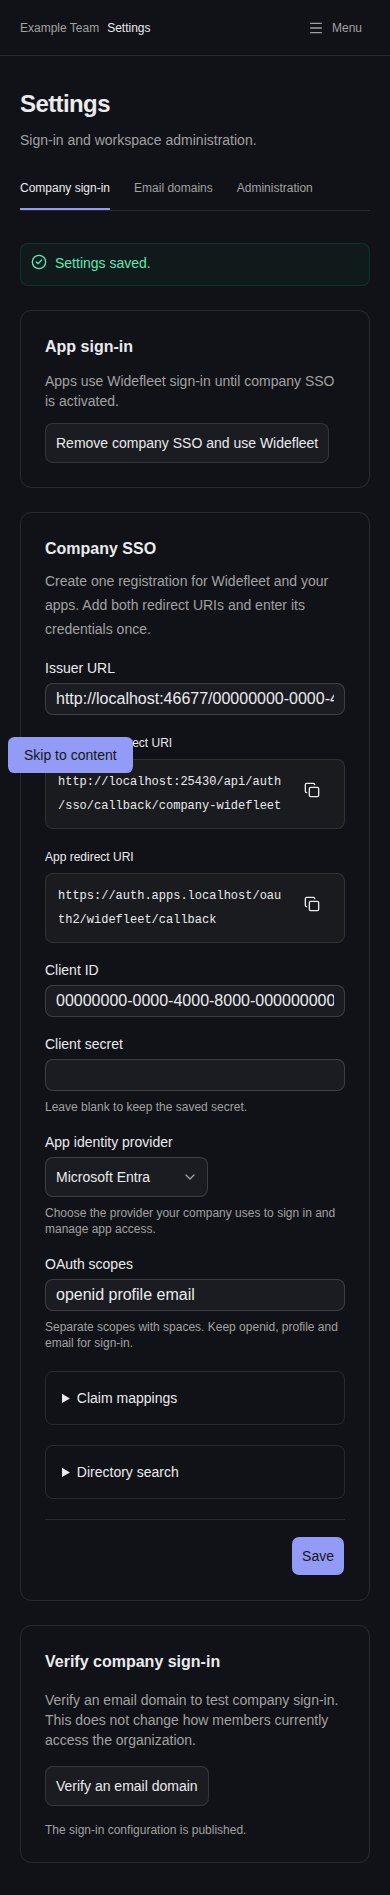 Example Team Settings
Menu
Settings
Sign-in and workspace administration.
Company sign-in Email domains Administration
Settings saved.
App sign-in
Apps use Widefleet sign-in until company SSO
is activated.
Remove company SSO and use Widefleet
Company SSO
Create one registration for Widefleet and your
apps. Add both redirect URIs and enter its
credentials once.
Issuer URL
http://localhost:46677/00000000-0000-4
Skip to content
ect URI
http://localhost:25430/api/auth
/sso/callback/company-widefleet
App redirect URI
https://auth.apps.localhost/oau
th2/widefleet/callback
Client ID
00000000-0000-4000-8000-000000000
Client secret
Leave blank to keep the saved secret.
App identity provider
Microsoft Entra
Choose the provider your company uses to sign in and
manage app access.
OAuth scopes
openid profile email
Separate scopes with spaces. Keep openid, profile and
email for sign-in.
Claim mappings
Directory search
Save
Verify company sign-in
Verify an email domain to test company sign-in.
This does not change how members currently
access the organization.
Verify an email domain
The sign-in configuration is published.